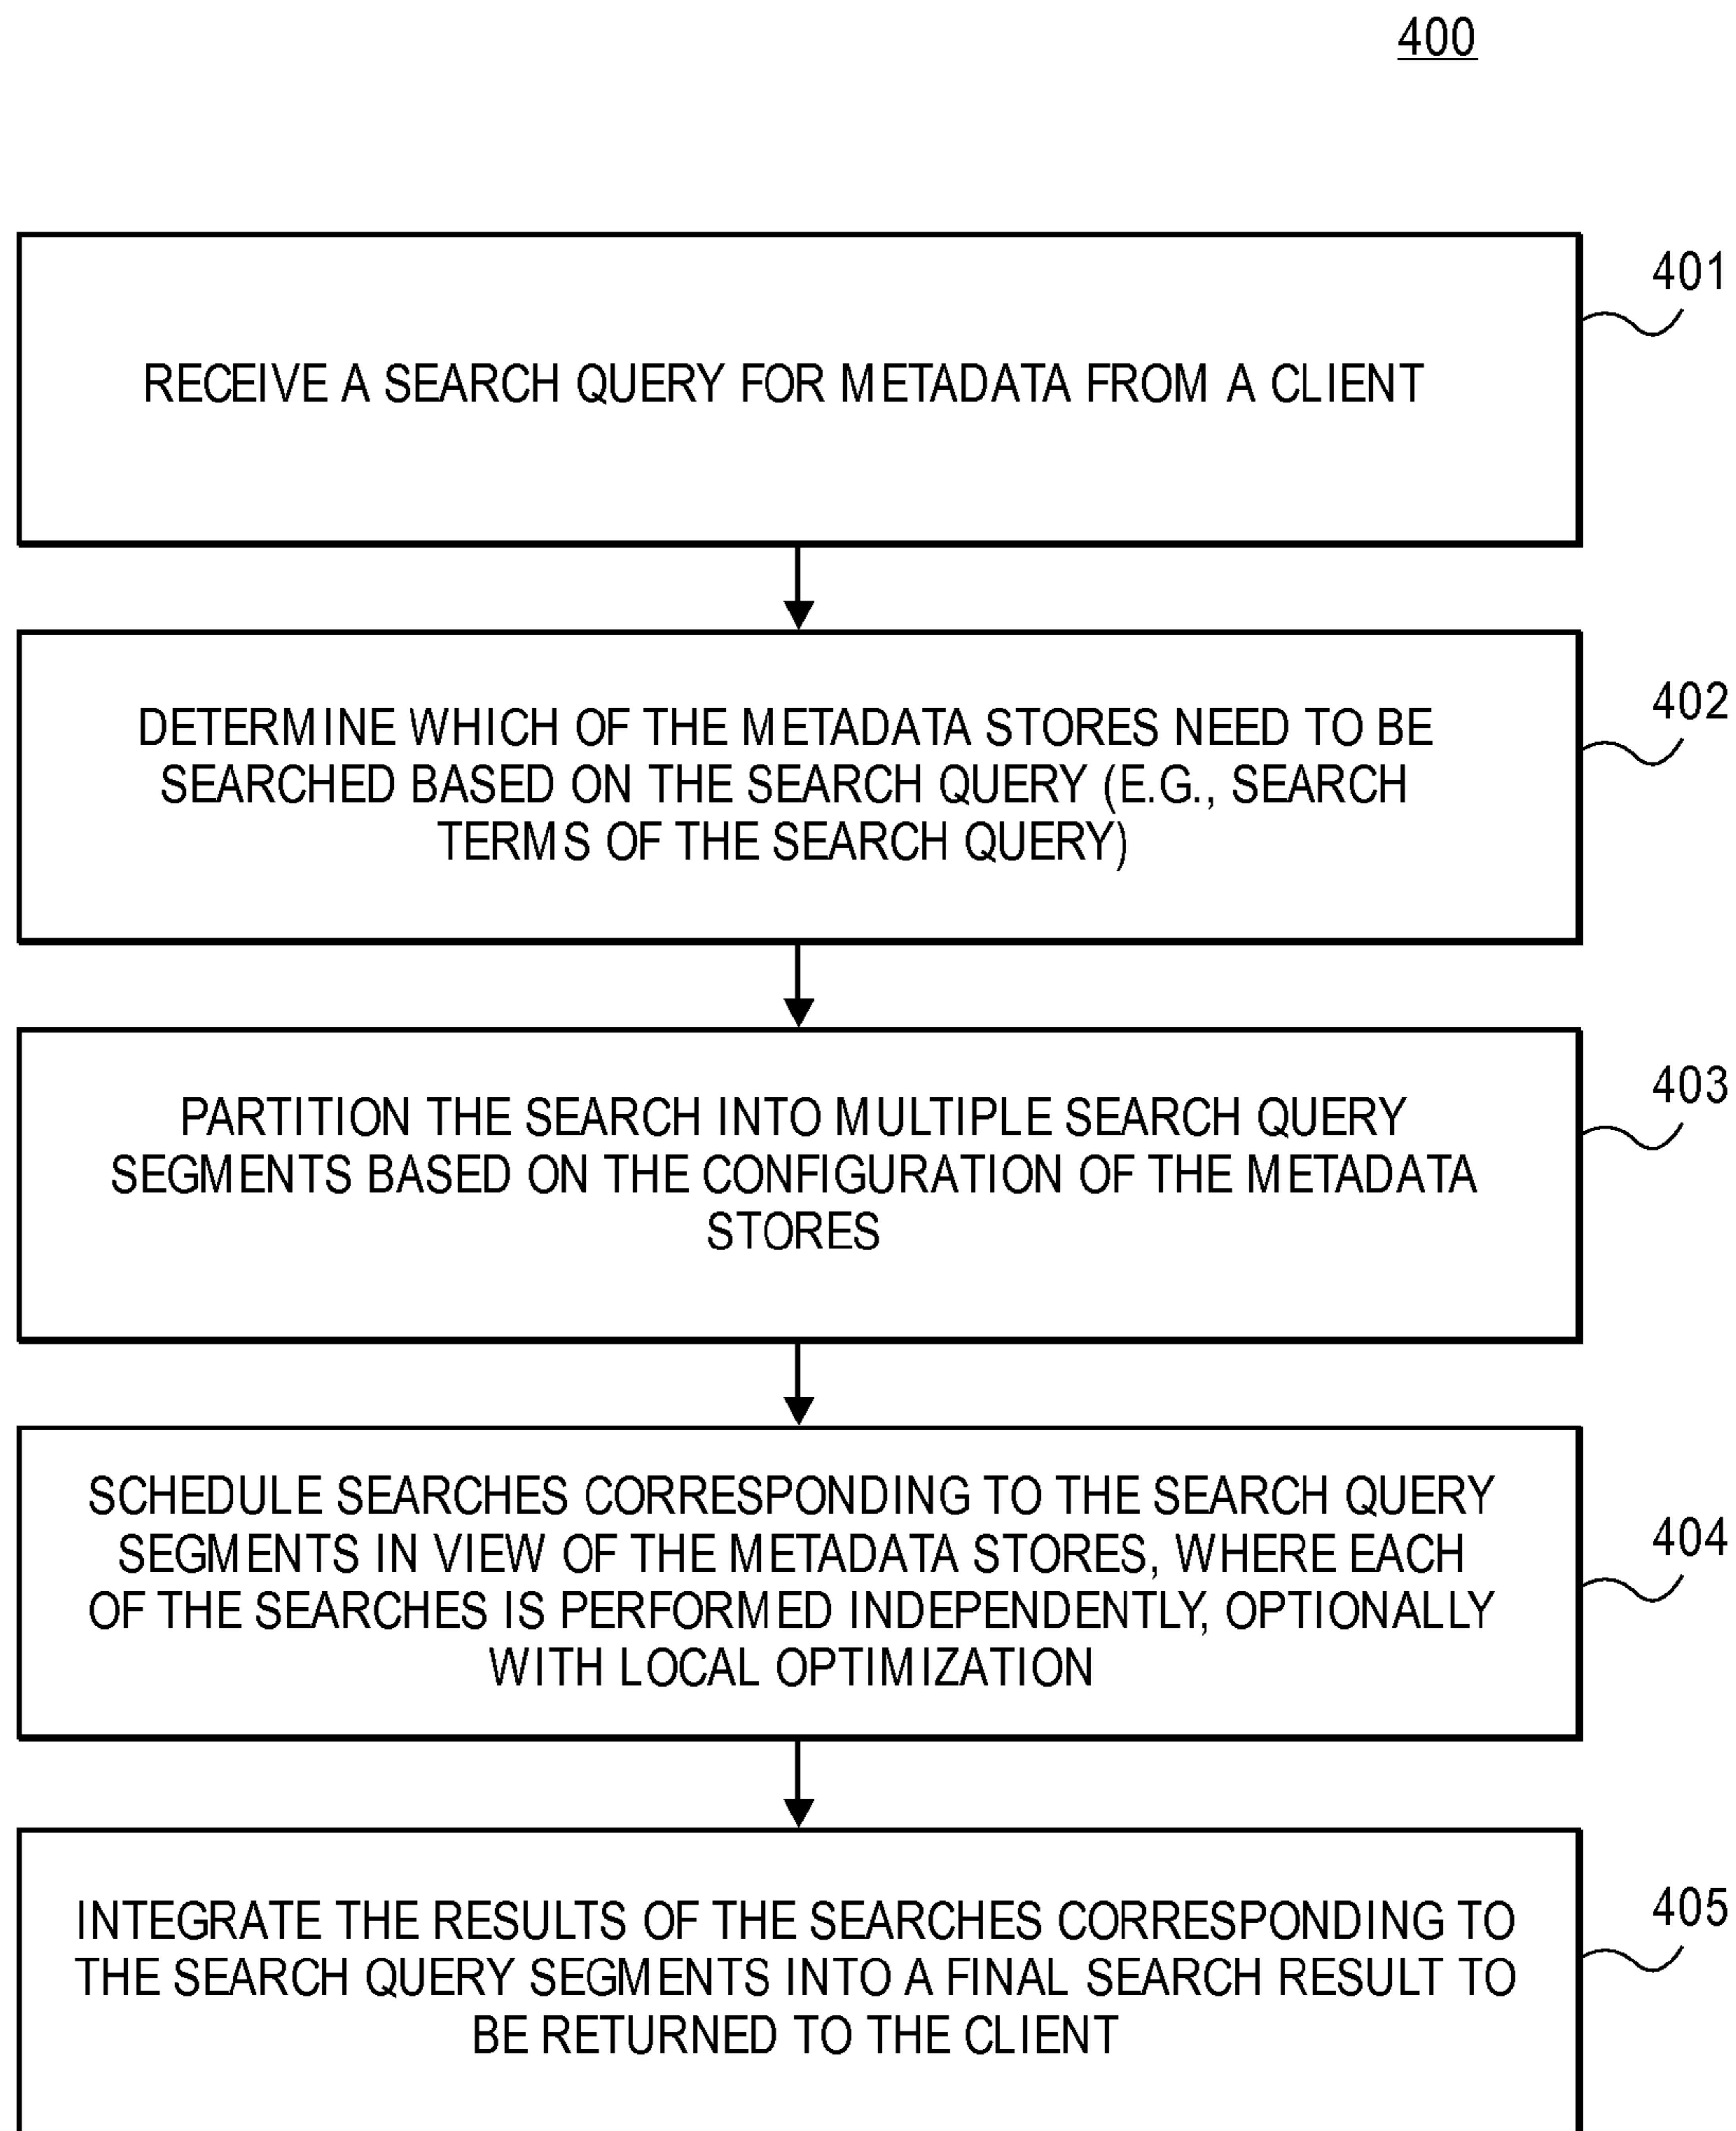 400
RECEIVE A SEARCH QUERY FOR METADATA FROM A CLIENT
401
DETERMINE WHICH OF THE METADATA STORES NEED TO BE
SEARCHED BASED ON THE SEARCH QUERY (E.G., SEARCH
TERMS OF THE SEARCH QUERY)
402
PARTITION THE SEARCH INTO MULTIPLE SEARCH QUERY
SEGMENTS BASED ON THE CONFIGURATION OF THE METADATA
STORES
403
SCHEDULE SEARCHES CORRESPONDING TO THE SEARCH QUERY
SEGMENTS IN VIEW OF THE METADATA STORES, WHERE EACH
OF THE SEARCHES IS PERFORMED INDEPENDENTLY, OPTIONALLY
WITH LOCAL OPTIMIZATION
404
INTEGRATE THE RESULTS OF THE SEARCHES CORRESPONDING TO
THE SEARCH QUERY SEGMENTS INTO A FINAL SEARCH RESULT TO
BE RETURNED TO THE CLIENT
405